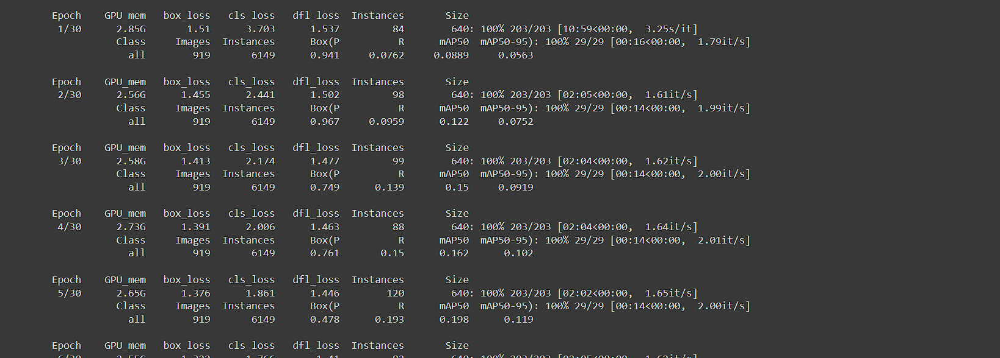 Epoch GPU_mem box_loss cls_loss dfl_loss Instances Size
1/30 2.85G 1.51 3.703 1.537 84 640: 100% 203/203 [10:59<00:00, 3.25s/it]
Class Images Instances Box(P R mAP50 mAP50-95): 100% 29/29 [00:16<00:00, 1.79it/s]
all 919 6149 0.941 0.0762 0.0889 0.0563
Epoch GPU_mem box_loss cls_loss dfl_loss Instances Size
2/30 2.56G 1.455 2.441 1.502 98 640: 100% 203/203 [02:05<00:00, 1.61it/s]
Class Images Instances Box(P R mAP50 mAP50-95): 100% 29/29 [00:14<00:00, 1.99it/s]
all 919 6149 0.967 0.0959 0.122 0.0752
Epoch GPU_mem box_loss cls_loss dfl_loss Instances Size
3/30 2.58G 1.413 2.174 1.477 99 640: 100% 203/203 [02:04<00:00, 1.62it/s]
Class Images Instances Box(P R mAP50 mAP50-95): 100% 29/29 [00:14<00:00, 2.00it/s]
all 919 6149 0.749 0.139 0.15 0.0919
Epoch GPU_mem box_loss cls_loss dfl_loss Instances Size
4/30 2.73G 1.391 2.006 1.463 88 640: 100% 203/203 [02:04<00:00, 1.64it/s]
Class Images Instances Box(P R mAP50 mAP50-95): 100% 29/29 [00:14<00:00, 2.01it/s]
all 919 6149 0.761 0.15 0.162 0.102
Epoch GPU_mem box_loss cls_loss dfl_loss Instances Size
5/30 2.65G 1.376 1.861 1.446 120 640: 100% 203/203 [02:02<00:00, 1.65it/s]
Class Images Instances Box(P R mAP50 mAP50-95): 100% 29/29 [00:14<00:00, 2.00it/s]
all 919 6149 0.478 0.193 0.198 0.119
Epoch GPU_mem box_loss cls_loss dfl_loss Instances Size